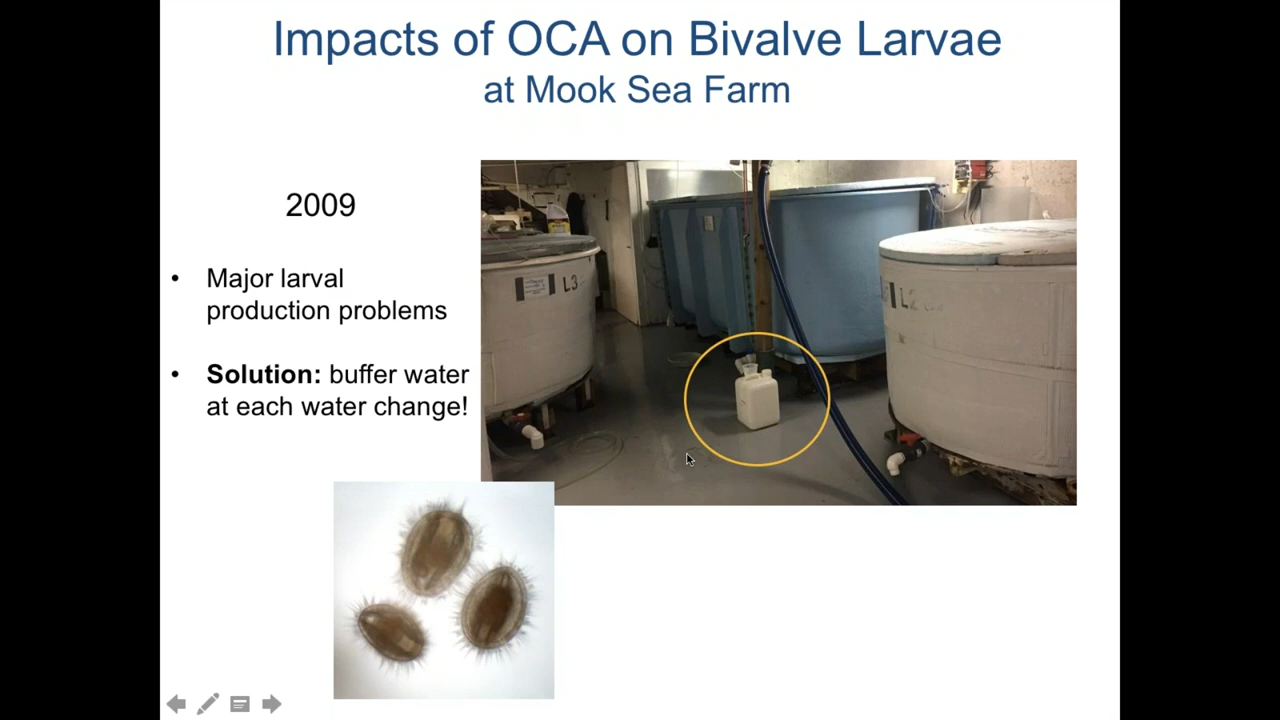 Impacts of OCA on Bivalve Larvae
at Mook Sea Farm
2009
• Major larval
production problems
• Solution: buffer water
at each water change!
L3
L2